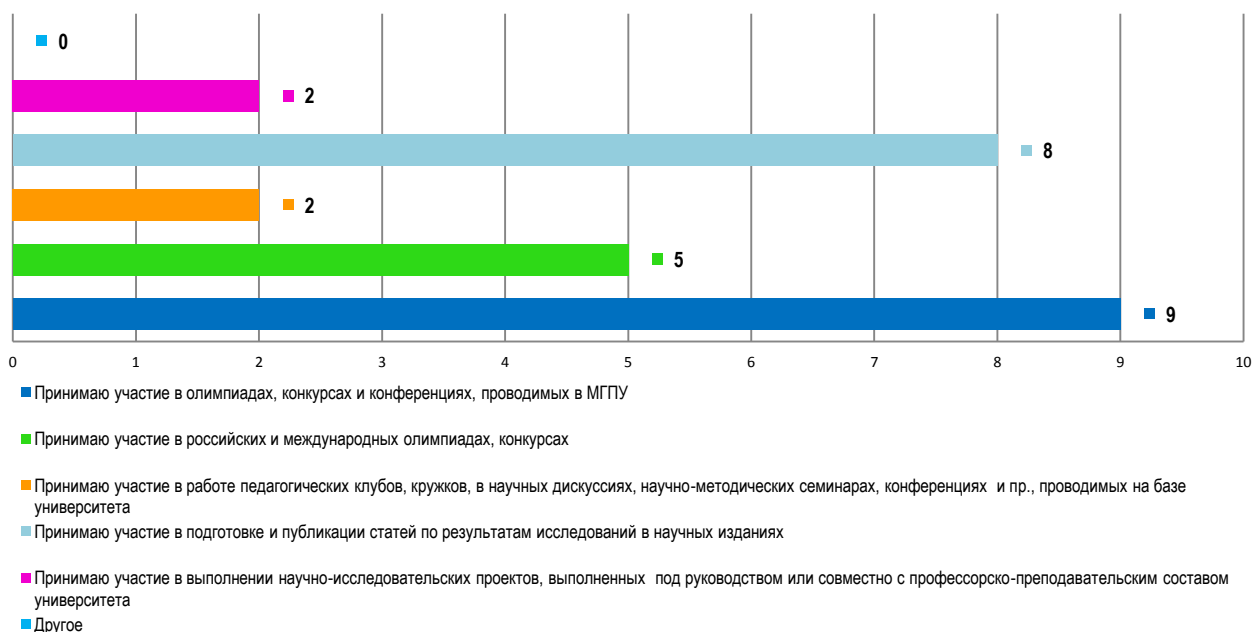 0
2
8
2
5
9
0 1 2 3 4 5 6 7 8 9 10
Принимаю участие в олимпиадах, конкурсах и конференциях, проводимых в МГПУ
Принимаю участие в российских и международных олимпиадах, конкурсах
Принимаю участие в работе педагогических клубов, кружков, в научных дискуссиях, научно-методических семинарах, конференциях и пр., проводимых на базе
университета
Принимаю участие в подготовке и публикации статей по результатам исследований в научных изданиях
Принимаю участие в выполнении научно-исследовательских проектов, выполненных под руководством или совместно с профессорско-преподавательским составом
университета
Другое